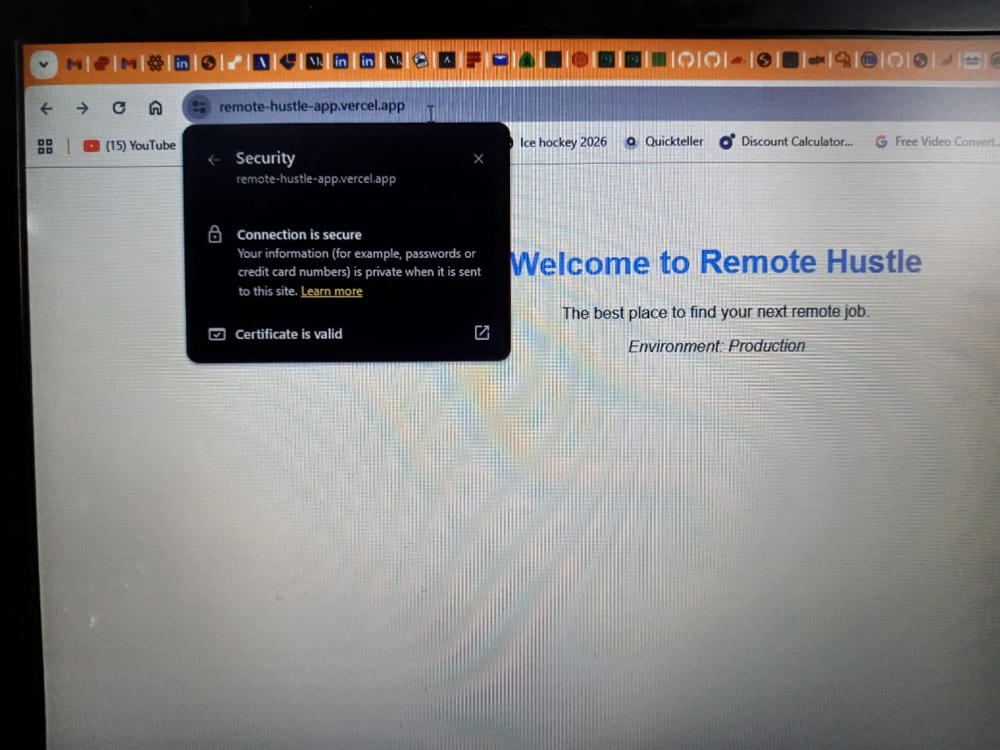 remote-hustle-app.vercel.app
(15) YouTube
Ice hockey 2026
Quickteller
Discount Calculator...
Free Video Convert...
Security
remote-hustle-app.vercel.app
Connection is secure
Your information (for example, passwords or
credit card numbers) is private when it is sent
to this site. Learn more
Certificate is valid
Welcome to Remote Hustle
The best place to find your next remote job.
Environment: Production